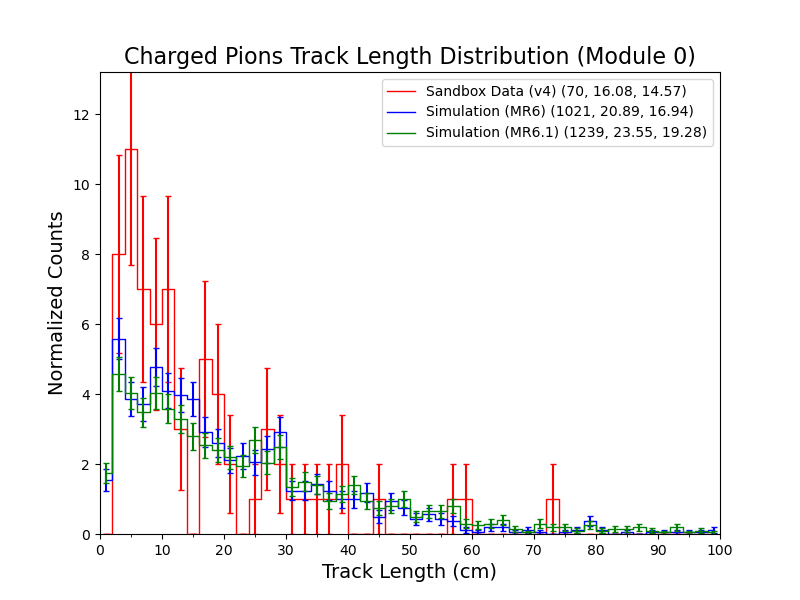 Charged Pions Track Length Distribution (Module 0)
Sandbox Data (v4) (70, 16.08, 14.57)
Simulation (MR6) (1021, 20.89, 16.94)
Simulation (MR6.1) (1239, 23.55, 19.28)
Normalized Counts
12
10
8
6
4
2
0
0 10 20 30 40 50 60 70 80 90 100
Track Length (cm)